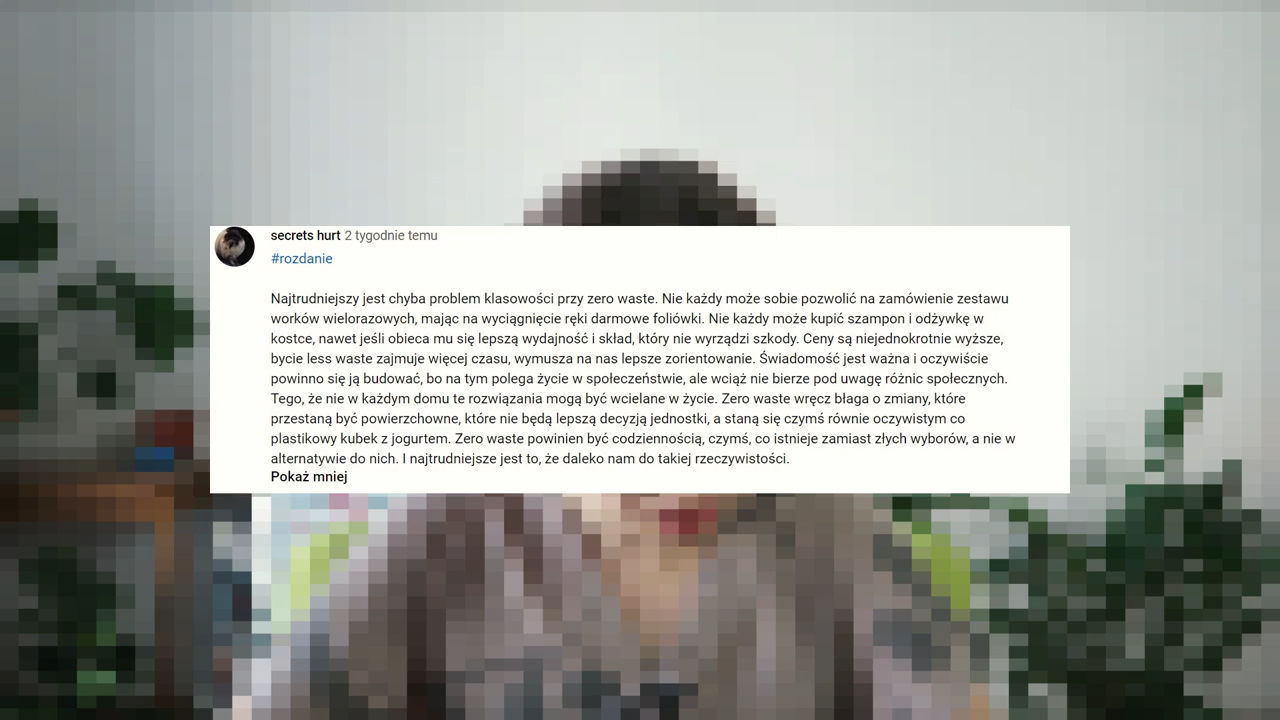 secrets hurt 2 tygodnie temu
#rozdanie
Najtrudniejszy jest chyba problem klasowości przy zero waste. Nie każdy może sobie pozwolić na zamówienie zestawu
worków wielorazowych, mając na wyciągnięcie ręki darmowe foliówki. Nie każdy może kupić szampon i odżywkę w
kostce, nawet jeśli obieca mu się lepszą wydajność i skład, który nie wyrządzi szkody. Ceny są niejednokrotnie wyższe,
bycie less waste zajmuje więcej czasu, wymusza na nas lepsze zorientowanie. Świadomość jest ważna i oczywiście
powinno się ją budować, bo na tym polega życie w społeczeństwie, ale wciąż nie bierze pod uwagę różnic społecznych.
Tego, że nie w każdym domu te rozwiązania mogą być wcielane w życie. Zero waste wręcz błaga o zmiany, które
przestaną być powierzchowne, które nie będą lepszą decyzją jednostki, a staną się czymś równie oczywistym co
plastikowy kubek z jogurtem. Zero waste powinien być codziennością, czymś, co istnieje zamiast złych wyborów, a nie w
alternatywie do nich. I najtrudniejsze jest to, że daleko nam do takiej rzeczywistości.
Pokaż mniej